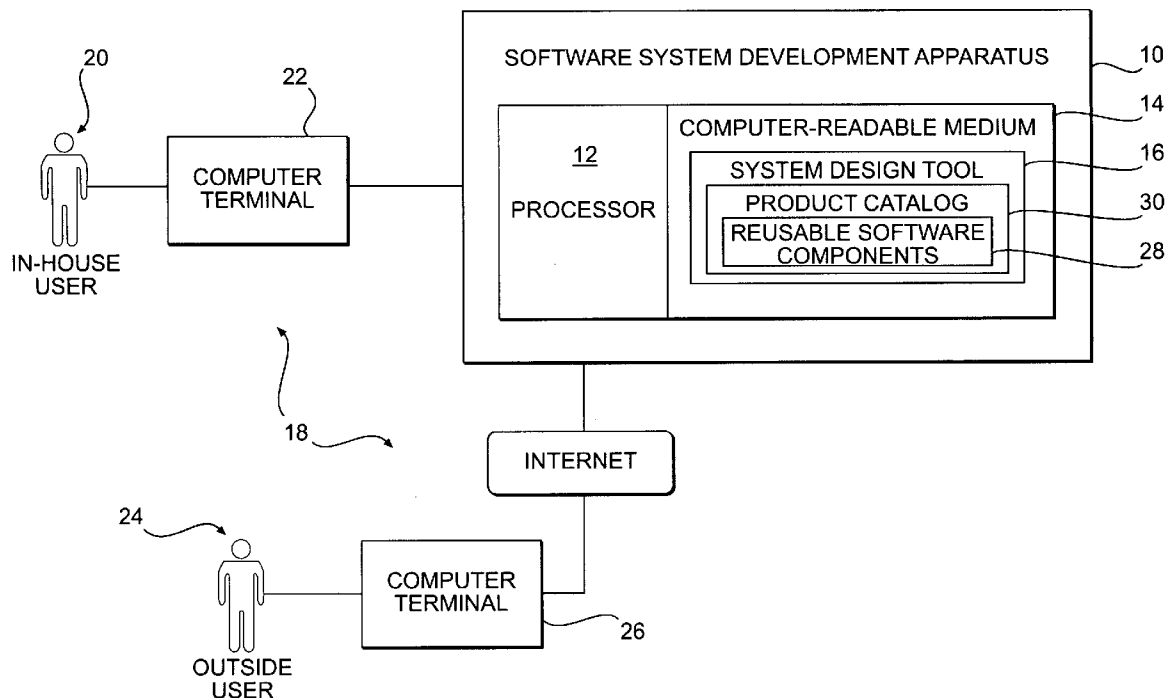 20
22
COMPUTER
TERMINAL
IN-HOUSE
USER
SOFTWARE SYSTEM DEVELOPMENT APPARATUS
10
12
PROCESSOR
COMPUTER-READABLE MEDIUM
14
SYSTEM DESIGN TOOL
16
PRODUCT CATALOG
30
REUSABLE SOFTWARE
COMPONENTS
28
18
INTERNET
24
COMPUTER
TERMINAL
26
OUTSIDE
USER